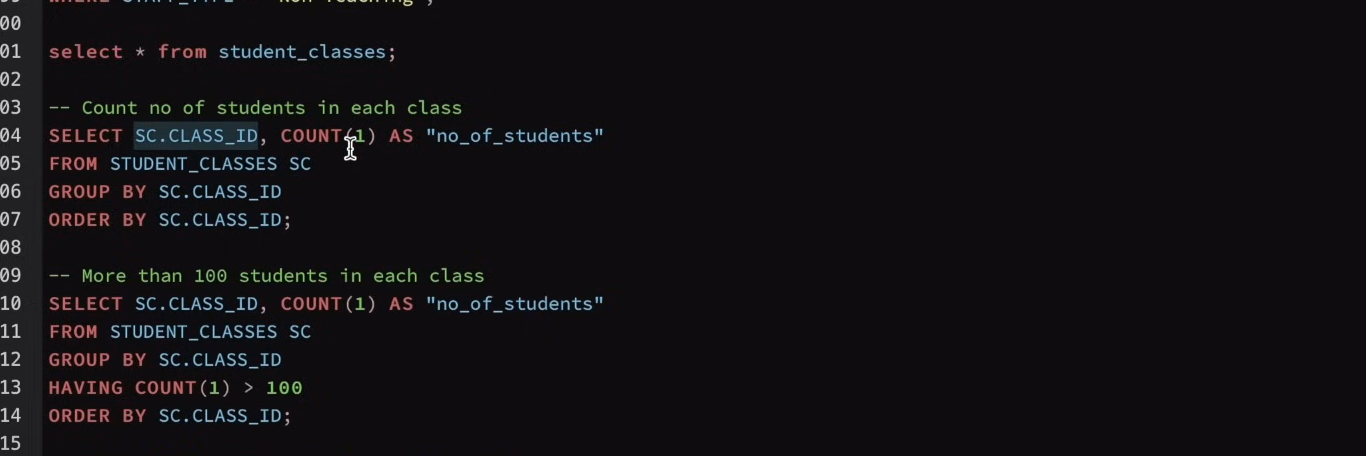 00
01 select * from student_classes;
02
03 -- Count no of students in each class
04 SELECT SC.CLASS_ID, COUNT(1) AS "no_of_students"
05 FROM STUDENT_CLASSES SC
06 GROUP BY SC.CLASS_ID
07 ORDER BY SC.CLASS_ID;
08
09 -- More than 100 students in each class
10 SELECT SC.CLASS_ID, COUNT(1) AS "no_of_students"
11 FROM STUDENT_CLASSES SC
12 GROUP BY SC.CLASS_ID
13 HAVING COUNT(1) > 100
14 ORDER BY SC.CLASS_ID;
15